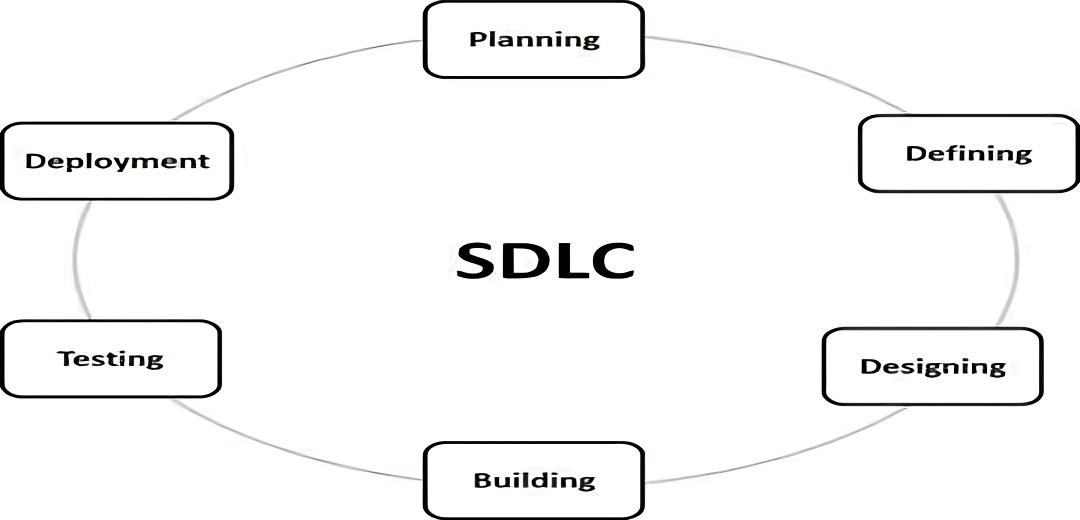 Planning
Defining
Designing
Building
Testing
Deployment
SDLC